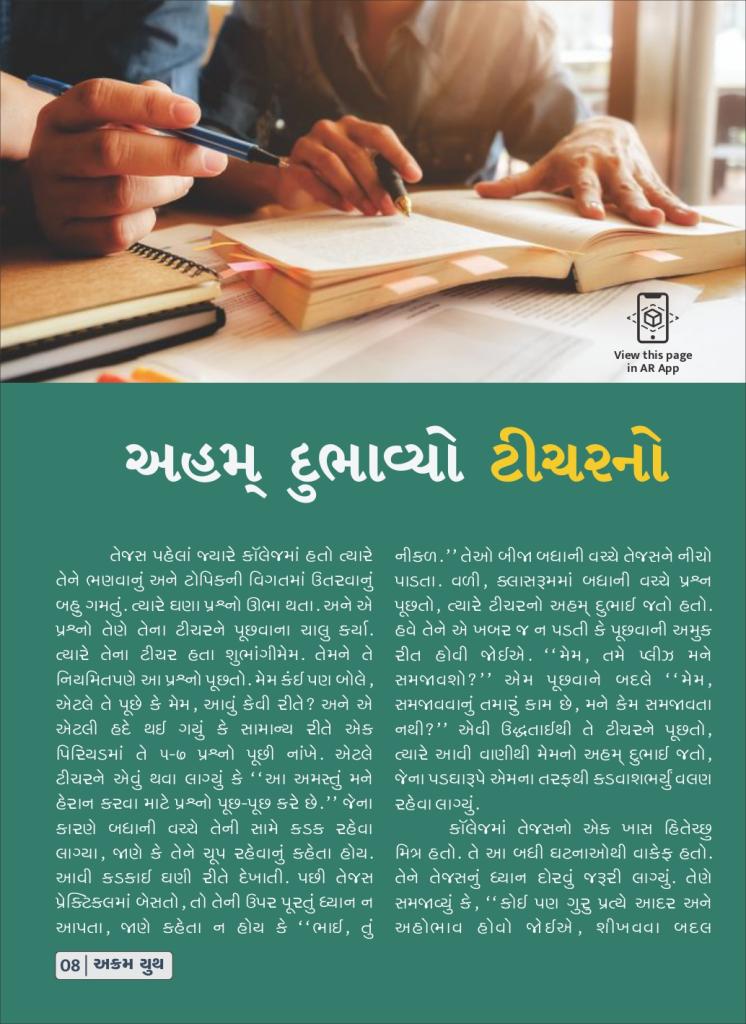 View this page
in AR App
અહમ્ દુભાવ્યો ટીચરનો
તેજસ પહેલાં જ્યારે કૉલેજમાં હતો ત્યારે
તેને ભણવાનું અને ટોપિકની વિગતમાં ઉતરવાનું
બહુ ગમતું. ત્યારે ઘણા પ્રશ્નો ઊભા થતા. અને એ
પ્રશ્નો તેણે તેના ટીચરને પૂછવાના ચાલુ કર્યા.
ત્યારે તેના ટીચર હતા શુભાંગીમેમ. તેમને તે
નિયમિતપણે આ પ્રશ્નો પૂછતો. મેમ કંઈ પણ બોલે,
એટલે તે પૂછે કે મેમ, આવું કેવી રીતે? અને એ
એટલી હદે થઈ ગયું કે સામાન્ય રીતે એક
પિરિયડમાં તે ૫-૭ પ્રશ્નો પૂછી નાંખે. એટલે
ટીચરને એવું થવા લાગ્યું કે ‘‘આ અમસ્તું મને
હેરાન કરવા માટે પ્રશ્નો પૂછ-પૂછ કરે છે.’’ જેના
કારણે બધાની વચ્ચે તેની સામે કડક રહેવા
લાગ્યા, જાણે કે તેને ચૂપ રહેવાનું કહેતા હોય.
આવી કડકાઈ ઘણી રીતે દેખાતી. પછી તેજસ
પ્રેક્ટિકલમાં બેસતો, તો તેની ઉપર પૂરતું ધ્યાન ન
આપતા, જાણે કહેતા ન હોય કે ‘‘ભાઈ, તું
નીકળ.’’ તેઓ બીજા બધાની વચ્ચે તેજસને નીચો
પાડતા. વળી, ક્લાસરૂમમાં બધાની વચ્ચે પ્રશ્ન
પૂછતો, ત્યારે ટીચરનો અહમ્ દુભાઈ જતો હતો.
હવે તેને એ ખબર જ ન પડતી કે પૂછવાની અમુક
રીત હોવી જોઈએ. ‘‘મેમ, તમે પ્લીઝ મને
સમજાવશો?’’ એમ પૂછવાને બદલે ‘‘મેમ,
સમજાવવાનું તમારું કામ છે, મને કેમ સમજાવતા
નથી?’’ એવી ઉદ્ધતાઈથી તે ટીચરને પૂછતો,
ત્યારે આવી વાણીથી મેમનો અહમ્ દુભાઈ જતો,
જેના પડઘારૂપે એમના તરફથી કડવાશભર્યું વલણ
રહેવા લાગ્યું.
કૉલેજમાં તેજસનો એક ખાસ હિતેચ્છુ
મિત્ર હતો. તે આ બધી ઘટનાઓથી વાકેફ હતો.
તેને તેજસનું ધ્યાન દોરવું જરૂરી લાગ્યું. તેણે
સમજાવ્યું કે, ‘‘કોઈ પણ ગુરુ પ્રત્યે આદર અને
અહોભાવ હોવો જોઈએ, શીખવવા બદલ
08 | અક્રમ યુથ